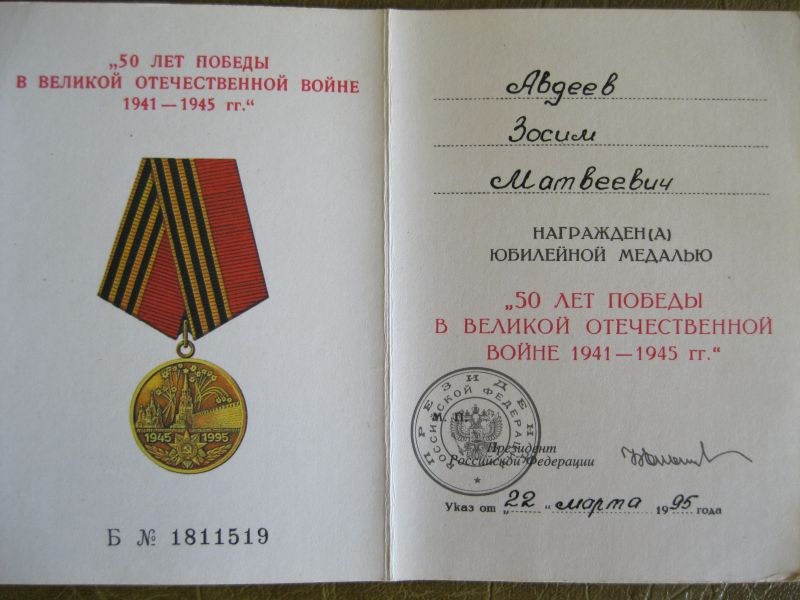 „50 ЛЕТ ПОБЕДЫ
В ВЕЛИКОЙ ОТЕЧЕСТВЕННОЙ ВОЙНЕ
1941 — 1945 гг.“
1945 1995
Б № 1811519
Авдеев
Зосим
Матвеевич
НАГРАЖДЕН(А)
ЮБИЛЕЙНОЙ МЕДАЛЬЮ
„50 ЛЕТ ПОБЕДЫ
В ВЕЛИКОЙ ОТЕЧЕСТВЕННОЙ
ВОЙНЕ 1941 — 1945 гг.“
ПРЕЗИДЕНТ
РОССИЙСКОЙ ФЕДЕРАЦИИ
М. П.
Президент
Российской Федерации
Указ от „22“ марта 1995 года